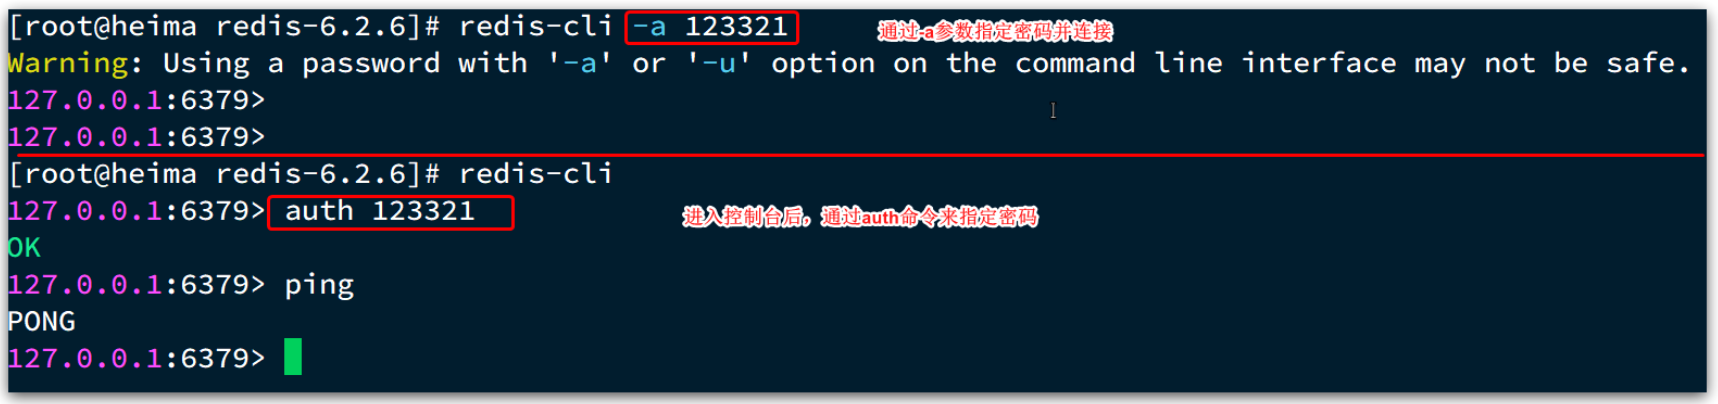 [root@heima redis-6.2.6]# redis-cli -a 123321 通过-a参数指定密码并连接
Warning: Using a password with '-a' or '-u' option on the command line interface may not be safe.
127.0.0.1:6379>
127.0.0.1:6379>
[root@heima redis-6.2.6]# redis-cli
127.0.0.1:6379> auth 123321 进入控制台后，通过auth命令来指定密码
OK
127.0.0.1:6379> ping
PONG
127.0.0.1:6379>